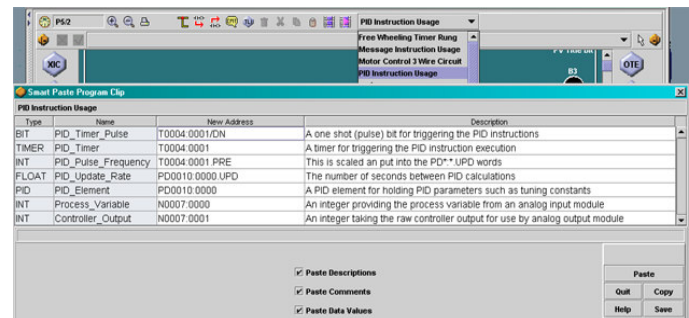 PS/2
PID Instruction Usage
Free Wheeling Timer Rung
Message Instruction Usage
Motor Control 3 Wire Circuit
PID Instruction Usage
XIC
B3
OTE
Smart Paste Program Clip
PID Instruction Usage
Type Name New Address Description
BIT PID_Timer_Pulse T0004:0001/DN A one shot (pulse) bit for triggering the PID instructions
TIMER PID_Timer T0004:0001 A timer for triggering the PID instruction execution
INT PID_Pulse_Frequency T0004:0001.PRE This is scaled an put into the PD*:*.UPD words
FLOAT PID_Update_Rate PD0010:0000.UPD The number of seconds between PID calculations
PID PID_Element PD0010:0000 A PID element for holding PID parameters such as tuning constants
INT Process_Variable N0007:0000 An integer providing the process variable from an analog input module
INT Controller_Output N0007:0001 An integer taking the raw controller output for use by analog output module
Paste Descriptions
Paste Comments
Paste Data Values
Paste
Quit Copy
Help Save